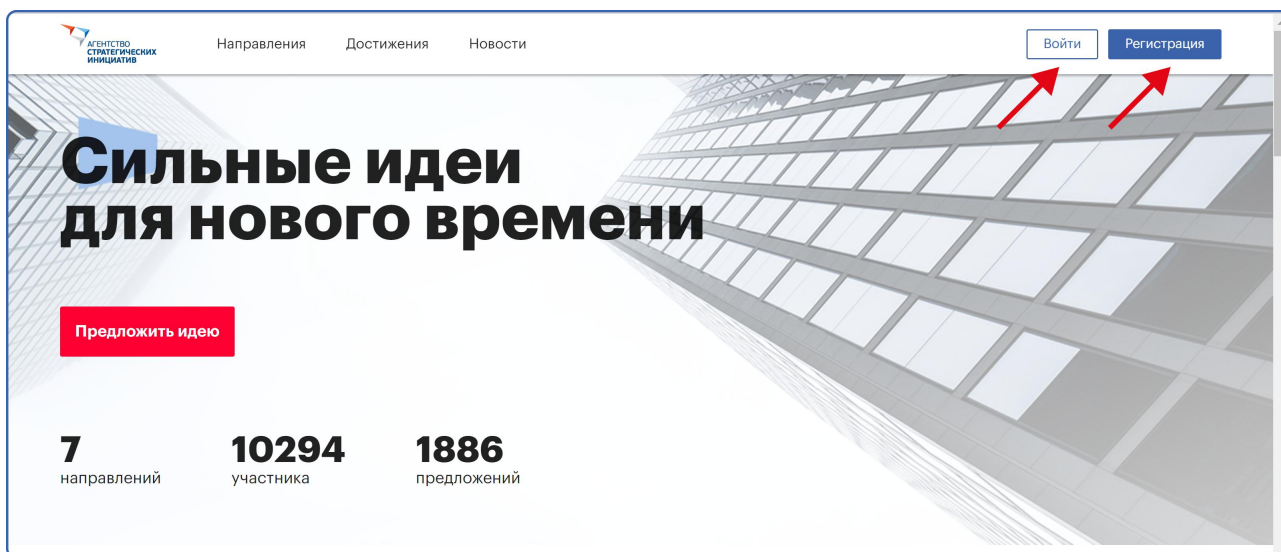 АГЕНТСТВО
СТРАТЕГИЧЕСКИХ
ИНИЦИАТИВ
Направления Достижения Новости
Войти Регистрация
Сильные идеи
для нового времени
Предложить идею
7 10294 1886
направлений участника предложений